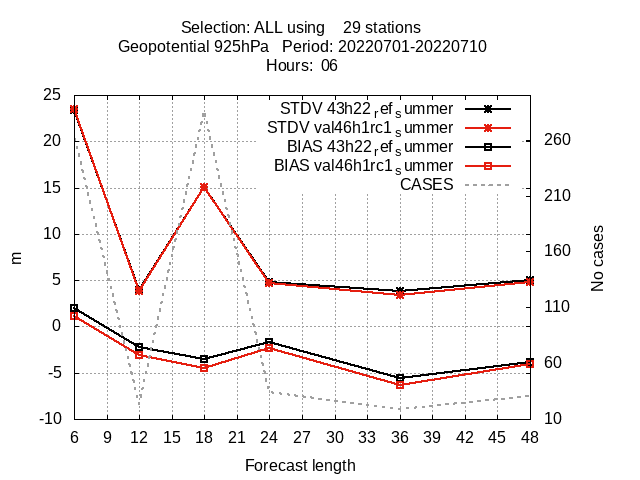 Selection: ALL using    29 stations
Geopotential 925hPa   Period: 20220701-20220710
Hours:  06
STDV 43h22_ref_summer
STDV val46h1rc1_summer
BIAS 43h22_ref_summer
BIAS val46h1rc1_summer
CASES
25
20
15
10
5
0
-5
-10
m
260
210
160
110
60
10
No cases
6 9 12 15 18 21 24 27 30 33 36 39 42 45 48
Forecast length